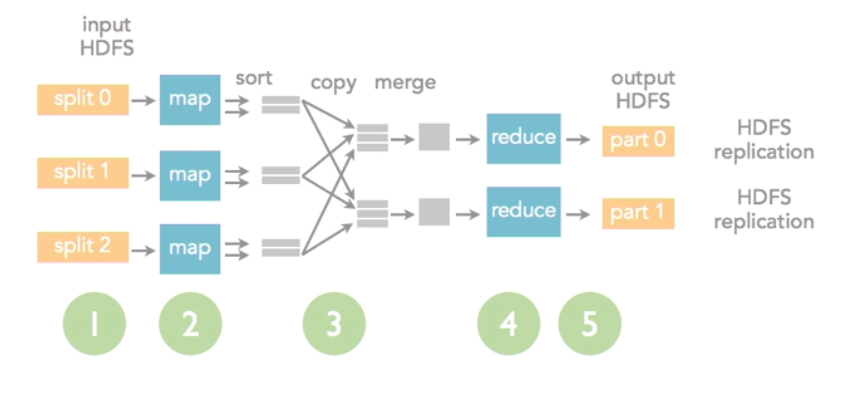 input
HDFS
sort
copy
merge
output
HDFS
split 0
map
reduce
part 0
HDFS
replication
split 1
map
reduce
part 1
HDFS
replication
split 2
map
1
2
3
4
5